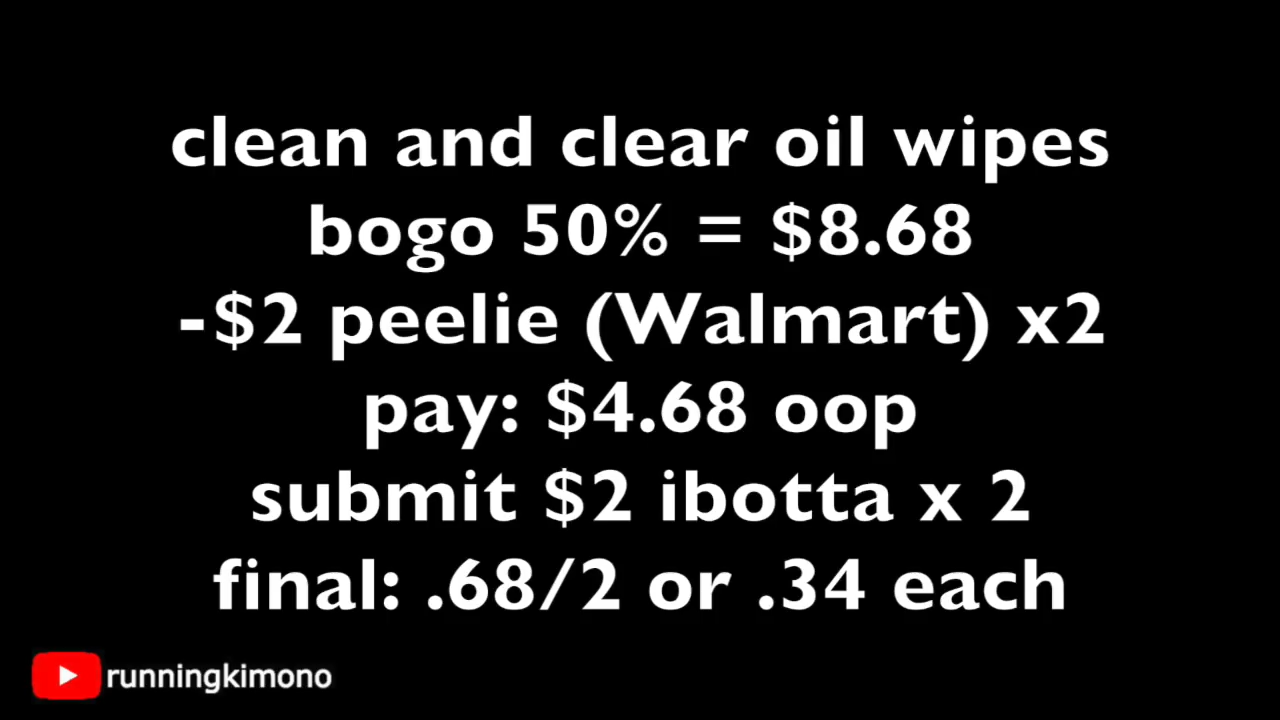 clean and clear oil wipes
bogo 50% = $8.68
-$2 peelie (Walmart) x2
pay: $4.68 oop
submit $2 ibotta x 2
final: .68/2 or .34 each
runningkimono